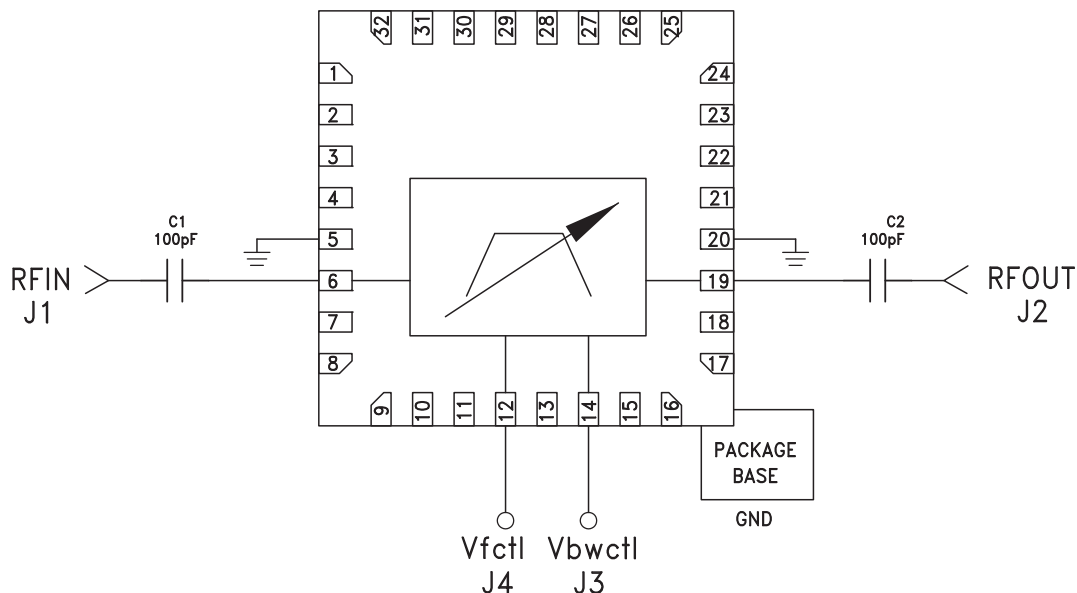 32 31 30 29 28 27 26 25
1
2
3
4
5
6
7
8
24
23
22
21
20
19
18
17
9 10 11 12 13 14 15 16
C1
100pF
RFIN
J1
C2
100pF
RFOUT
J2
PACKAGE
BASE
GND
Vfctl
J4
Vbwctl
J3